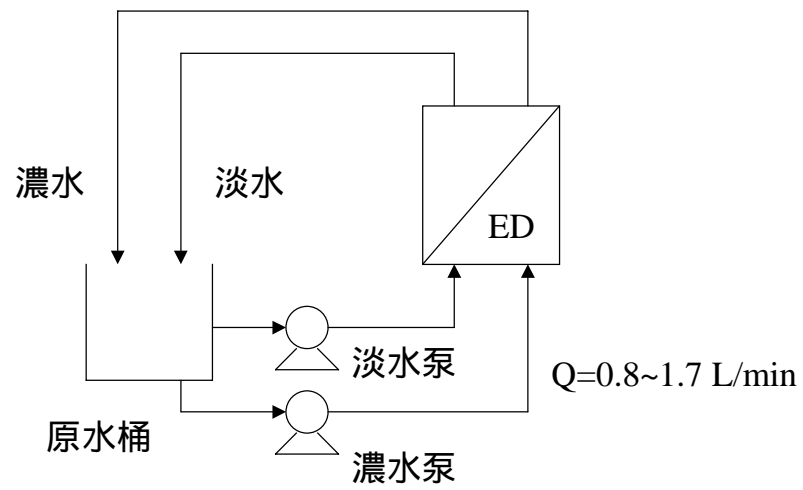 濃水
淡水
ED
淡水泵
Q=0.8~1.7 L/min
原水桶
濃水泵